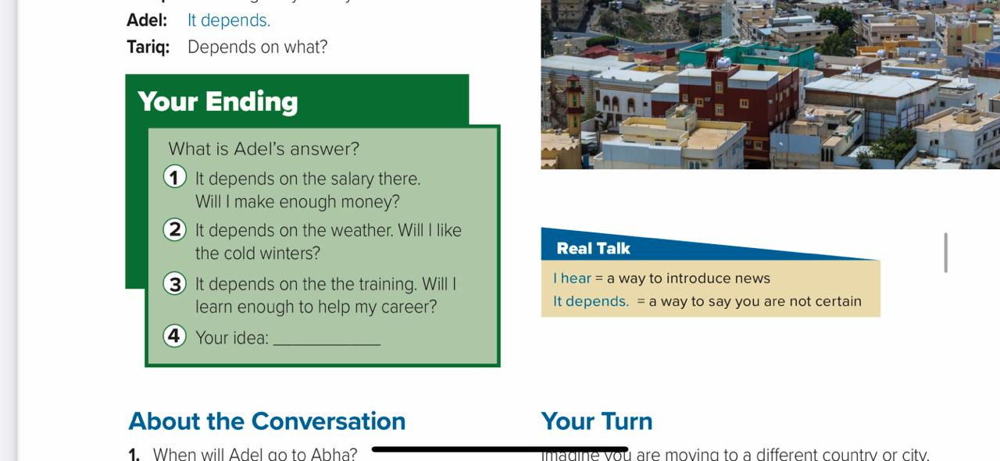 Adel: It depends.
Tariq: Depends on what?
Your Ending
What is Adel's answer?
1 It depends on the salary there.
Will I make enough money?
2 It depends on the weather. Will I like
the cold winters?
3 It depends on the the training. Will I
learn enough to help my career?
4 Your idea: ____________
Real Talk
I hear = a way to introduce news
It depends. = a way to say you are not certain
About the Conversation
1. When will Adel go to Abha?
Your Turn
Imagine you are moving to a different country or city.